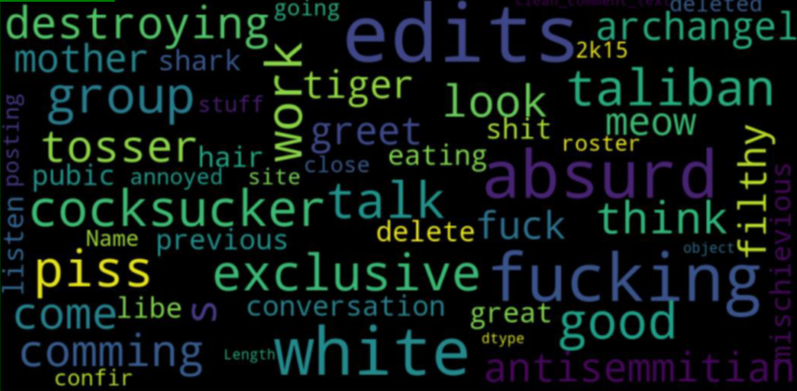 clean_comment_text
going
deleted
destroying
edits
archangel
2k15
mother
shark
tiger
taliban
group
stuff
work
look
meow
posting
tosser
hair
greet
shit
roster
close
eating
absurd
filthy
pubic
annoyed
site
cocksucker
talk
delete
fuck
think
mischievious
listen
Name
previous
object
piss
exclusive
fucking
come
libe
S
conversation
great
good
comming
Length
white
dtype
antisemmitian
confir